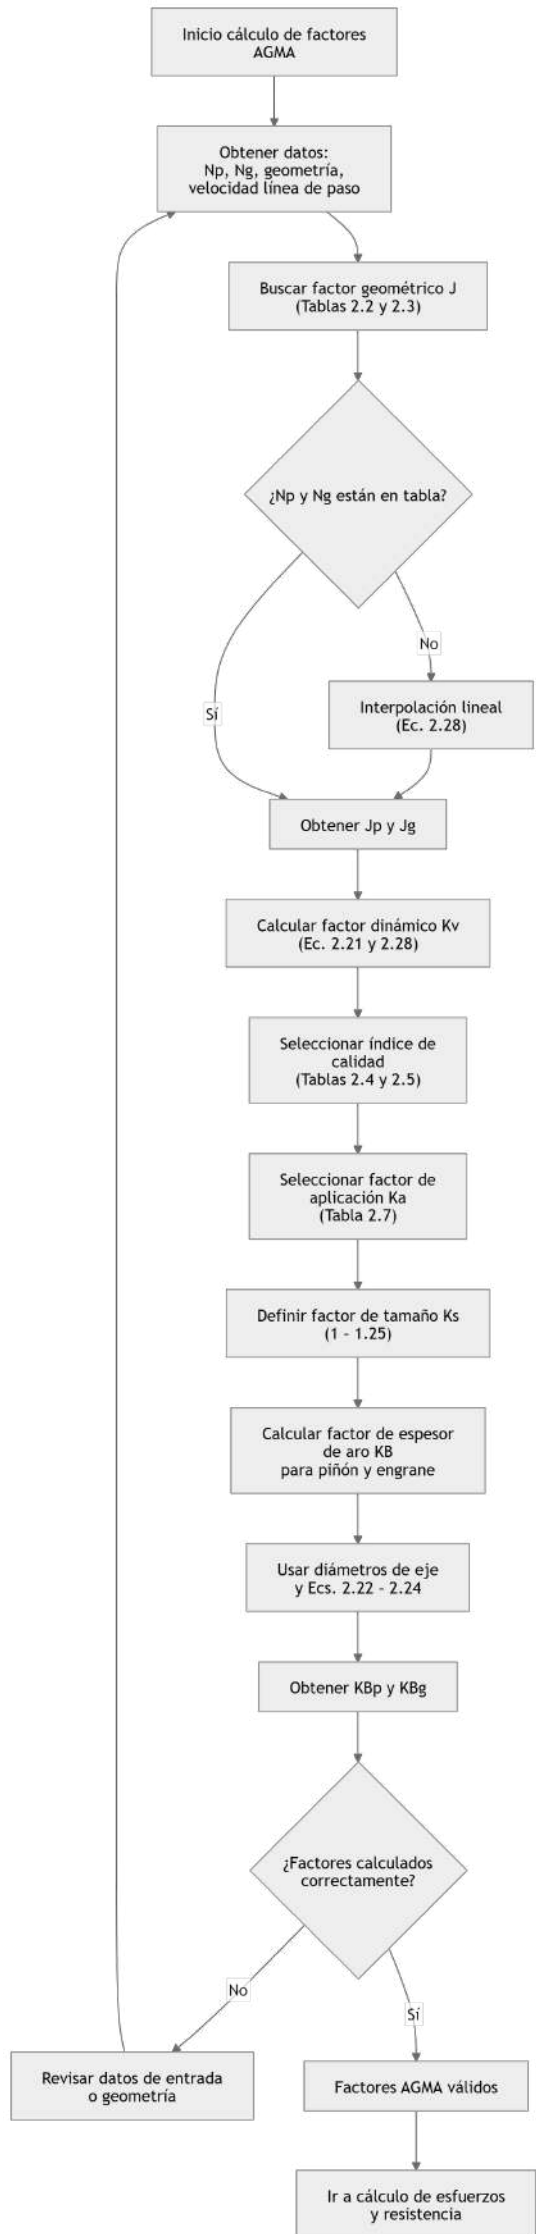 Inicio cálculo de factores
AGMA
Obtener datos:
Np, Ng, geometría,
velocidad línea de paso
Buscar factor geométrico J
(Tablas 2.2 y 2.3)
¿Np y Ng están en tabla?
No
Sí
Interpolación lineal
(Ec. 2.28)
Obtener Jp y Jg
Calcular factor dinámico Kv
(Ec. 2.21 y 2.28)
Seleccionar índice de
calidad
(Tablas 2.4 y 2.5)
Seleccionar factor de
aplicación Ka
(Tabla 2.7)
Definir factor de tamaño Ks
(1 - 1.25)
Calcular factor de espesor
de aro KB
para piñón y engrane
Usar diámetros de eje
y Ecs. 2.22 - 2.24
Obtener KBp y KBg
¿Factores calculados
correctamente?
No
Sí
Revisar datos de entrada
o geometría
Factores AGMA válidos
Ir a cálculo de esfuerzos
y resistencia